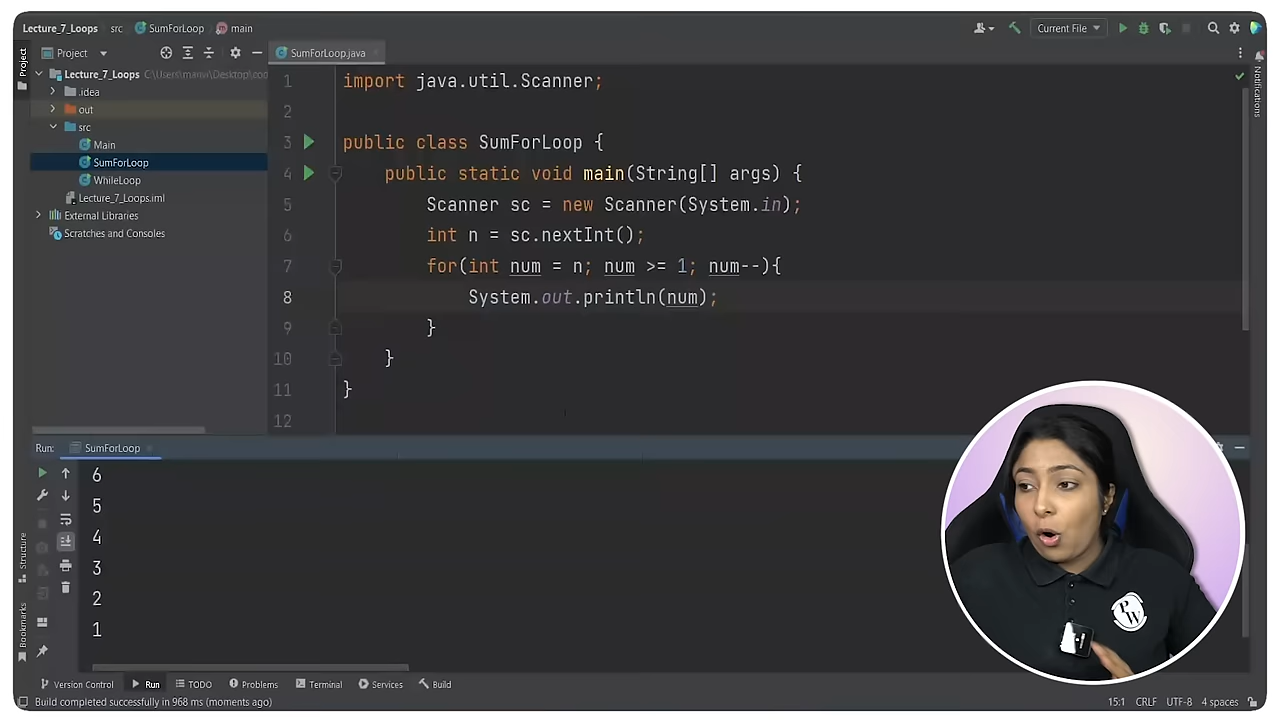 Lecture_7_Loops src SumForLoop main
Current File
Project
Project
SumForLoop.java
Lecture_7_Loops
.idea
out
src
Main
SumForLoop
WhileLoop
Lecture_7_Loops.iml
External Libraries
Scratches and Consoles
1 import java.util.Scanner;
2
3 public class SumForLoop {
4 public static void main(String[] args) {
5 Scanner sc = new Scanner(System.in);
6 int n = sc.nextInt();
7 for(int num = n; num >= 1; num--){
8 System.out.println(num);
9 }
10 }
11 }
12
Notifications
Run: SumForLoop
6
5
4
3
2
1
Structure
Bookmarks
PW
Version Control Run TODO Problems Terminal Services Build
Build completed successfully in 968 ms (moments ago)
15:1 CRLF UTF-8 4 spaces